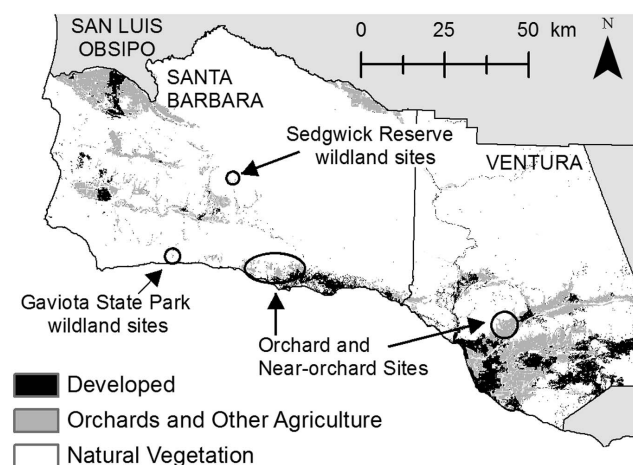 SAN LUIS
OBSIPO
SANTA
BARBARA
0 25 50
km
N
Sedgwick Reserve
wildland sites
VENTURA
Gaviota State Park
wildland sites
Orchard and
Near-orchard Sites
Developed
Orchards and Other Agriculture
Natural Vegetation